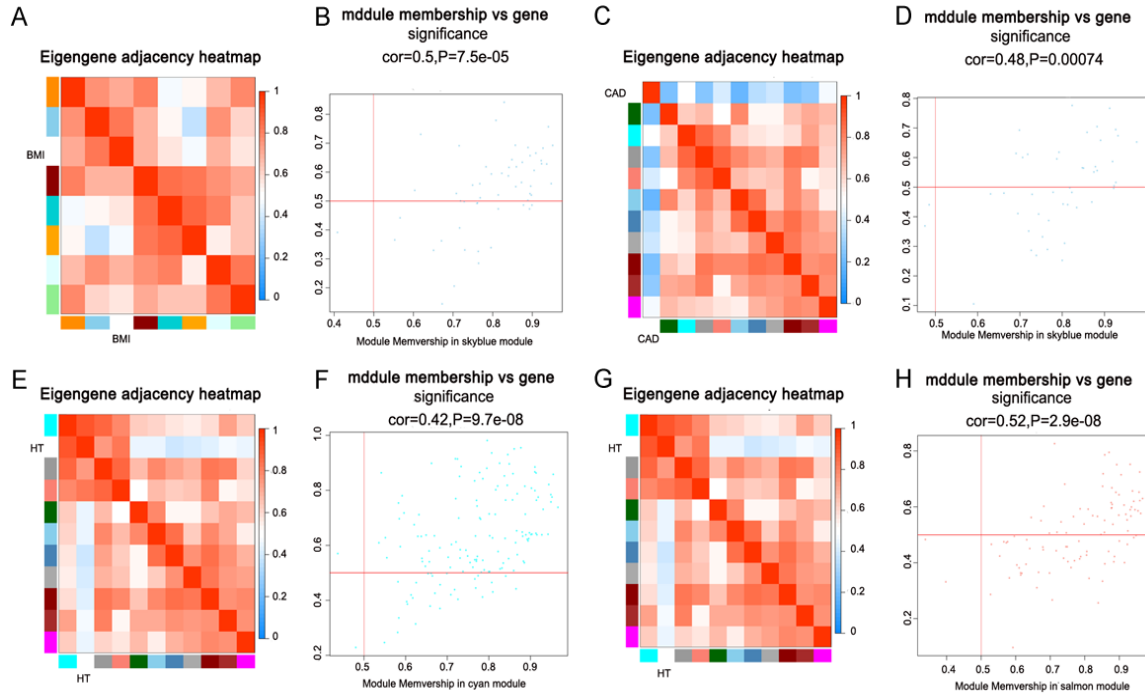 A
Eigengene adjacency heatmap
BMI
BMI
1
0.8
0.6
0.4
0.2
0
B
mddule membership vs gene
significance
cor=0.5,P=7.5e-05
0.8
0.7
0.6
0.5
0.4
0.3
0.2
0.4 0.5 0.6 0.7 0.8 0.9
Module Memvership in skyblue module
C
Eigengene adjacency heatmap
CAD
CAD
1
0.8
0.6
0.4
0.2
0
D
mddule membership vs gene
significance
cor=0.48,P=0.00074
0.8
0.7
0.6
0.5
0.4
0.3
0.2
0.1
0.5 0.6 0.7 0.8 0.9
Module Memvership in skyblue module
E
Eigengene adjacency heatmap
HT
HT
1
0.8
0.6
0.4
0.2
0
F
mddule membership vs gene
significance
cor=0.42,P=9.7e-08
1.0
0.8
0.6
0.4
0.2
0.5 0.6 0.7 0.8 0.9
Module Memvership in cyan module
G
Eigengene adjacency heatmap
HT
HT
1
0.8
0.6
0.4
0.2
0
H
mddule membership vs gene
significance
cor=0.52,P=2.9e-08
0.8
0.6
0.4
0.2
0.4 0.5 0.6 0.7 0.8 0.9
Module Memvership in salmon module